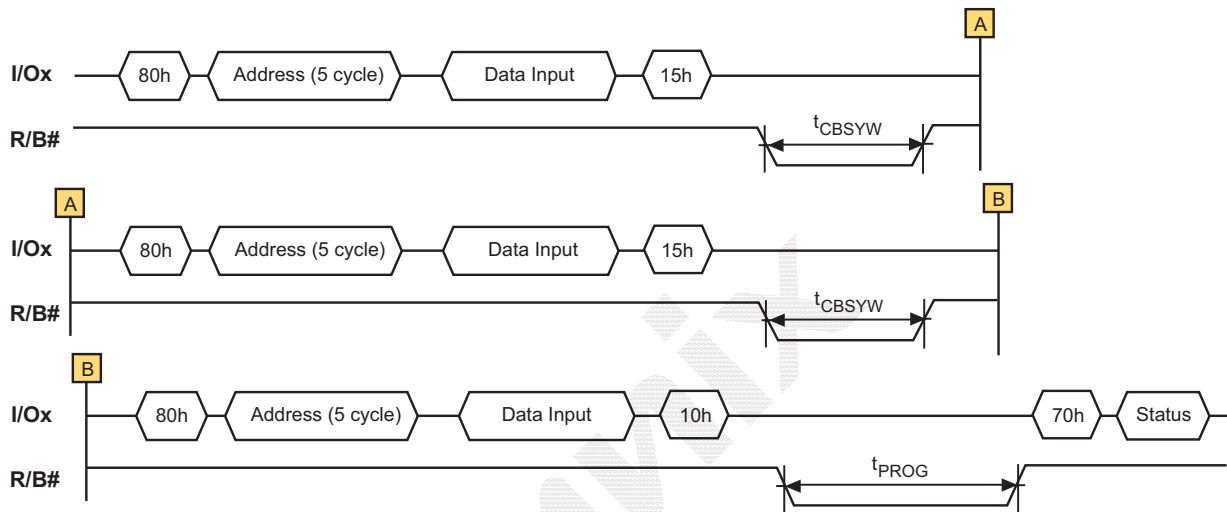 A
I/Ox 80h Address (5 cycle) Data Input 15h
R/B# tCBSYW
A B
I/Ox 80h Address (5 cycle) Data Input 15h
R/B# tCBSYW
B
I/Ox 80h Address (5 cycle) Data Input 10h 70h Status
R/B# tPROG